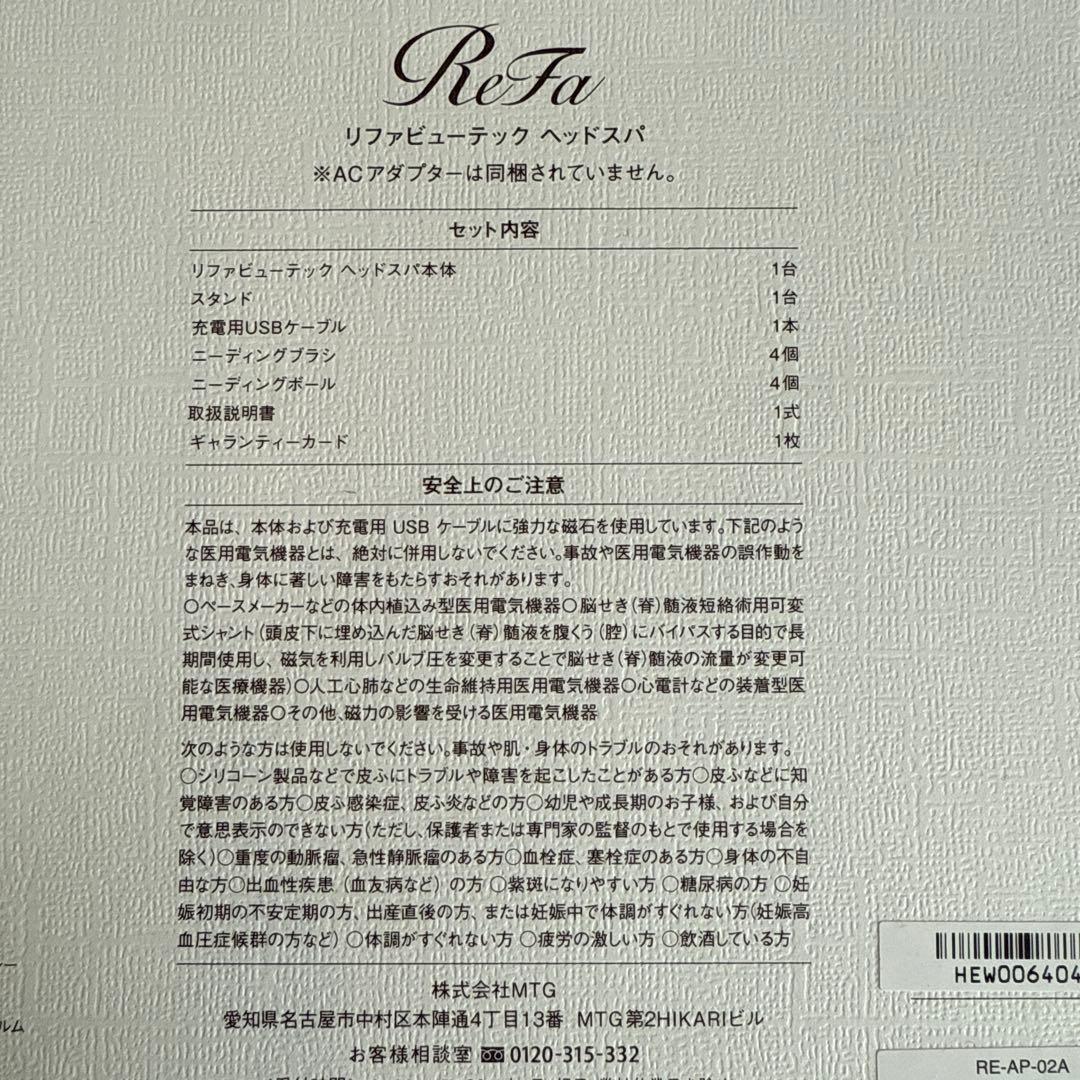 ReFa
リファビューテック ヘッドスパ
※ACアダプターは同梱されていません。
セット内容
リファビューテック ヘッドスパ本体 1台
スタンド 1台
充電用USBケーブル 1本
ニーディングブラシ 4個
ニーディングボール 4個
取扱説明書 1式
ギャランティーカード 1枚
安全上のご注意
本品は、本体および充電用 USB ケーブルに強力な磁石を使用しています。下記のよう
な医用電気機器とは、絶対に併用しないでください。事故や医用電気機器の誤作動を
まねき、身体に著しい障害をもたらすおそれがあります。
○ペースメーカーなどの体内植込み型医用電気機器○脳せき(脊)髄液短絡術用可変
式シャント(頭皮下に埋め込んだ脳せき(脊)髄液を腹くう(腔)にバイパスする目的で長
期間使用し、磁気を利用しバルブ圧を変更することで脳せき(脊)髄液の流量が変更可
能な医療機器)○人工心肺などの生命維持用医用電気機器○心電計などの装着型医
用電気機器○その他、磁力の影響を受ける医用電気機器
次のような方は使用しないでください。事故や肌・身体のトラブルのおそれがあります。
○シリコーン製品などで皮ふにトラブルや障害を起こしたことがある方○皮ふなどに知
覚障害のある方○皮ふ感染症、皮ふ炎などの方○幼児や成長期のお子様、および自分
で意思表示のできない方(ただし、保護者または専門家の監督のもとで使用する場合を
除く)○重度の動脈瘤、急性静脈瘤のある方○血栓症、塞栓症のある方○身体の不自
由な方○出血性疾患(血友病など)の方○紫斑になりやすい方○糖尿病の方○妊
娠初期の不安定期の方、出産直後の方、または妊娠中で体調がすぐれない方(妊娠高
血圧症候群の方など)○体調がすぐれない方○疲労の激しい方○飲酒している方
株式会社MTG
愛知県名古屋市中村区本陣通4丁目13番 MTG第2HIKARIビル
お客様相談室 0120-315-332
HEW006404
RE-AP-02A